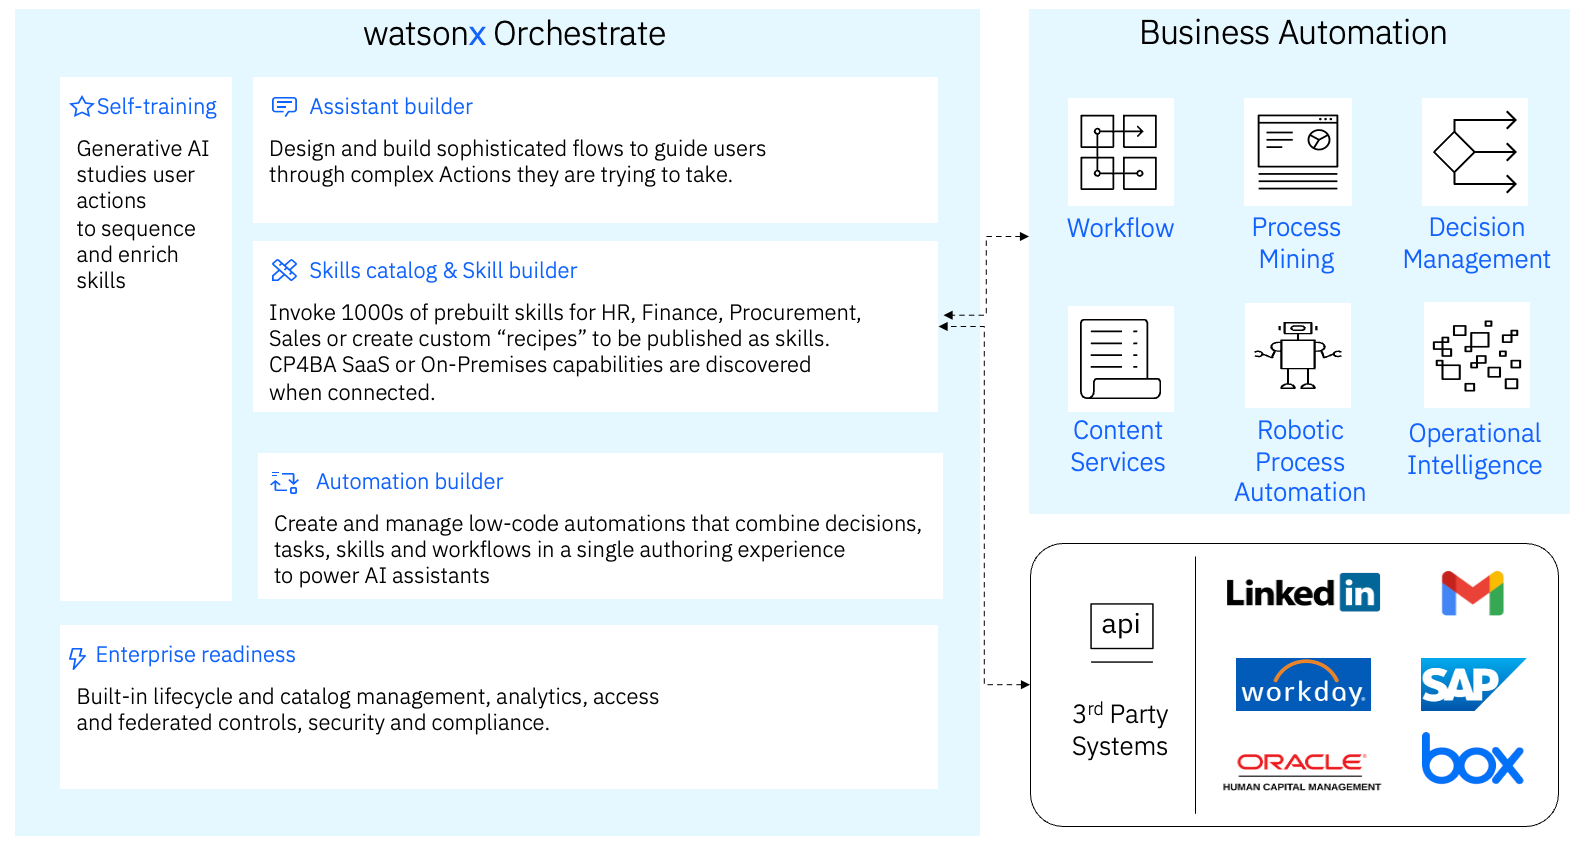 watsonx Orchestrate
Self-training
Generative AI
studies user
actions
to sequence
and enrich
skills
Assistant builder
Design and build sophisticated flows to guide users
through complex Actions they are trying to take.
Skills catalog & Skill builder
Invoke 1000s of prebuilt skills for HR, Finance, Procurement,
Sales or create custom “recipes” to be published as skills.
CP4BA SaaS or On-Premises capabilities are discovered
when connected.
Automation builder
Create and manage low-code automations that combine decisions,
tasks, skills and workflows in a single authoring experience
to power AI assistants
Enterprise readiness
Built-in lifecycle and catalog management, analytics, access
and federated controls, security and compliance.
Business Automation
Workflow
Process
Mining
Decision
Management
Content
Services
Robotic
Process
Automation
Operational
Intelligence
api
3rd Party
Systems
LinkedIn
workday.
SAP
ORACLE®
HUMAN CAPITAL MANAGEMENT
box